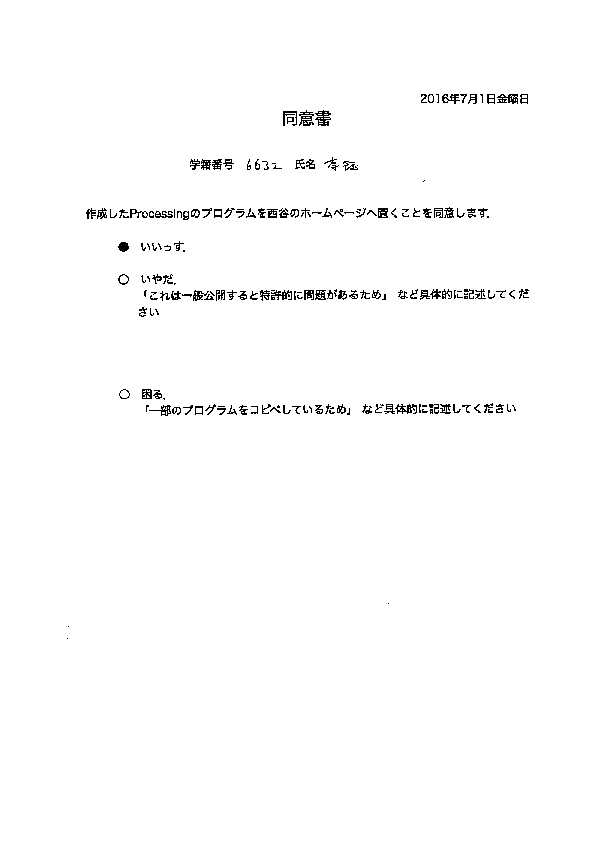 2016年7月1日金曜日
同意書
学籍番号 6632 氏名
作成したProcessingのプログラムを西谷のホームページへ置くことを同意します.
● いいっす.
○ いやだ.
「これは一般公開すると特許的に問題があるため」 など具体的に記述してくだ
さい
○ 困る.
「一部のプログラムをコピペしているため」 など具体的に記述してください